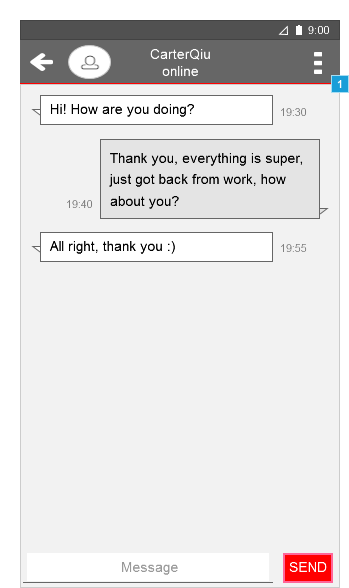 9:00
CarterQiu
online
1
Hi! How are you doing?
19:30
Thank you, everything is super,
just got back from work, how
about you?
19:40
All right, thank you :)
19:55
Message
SEND